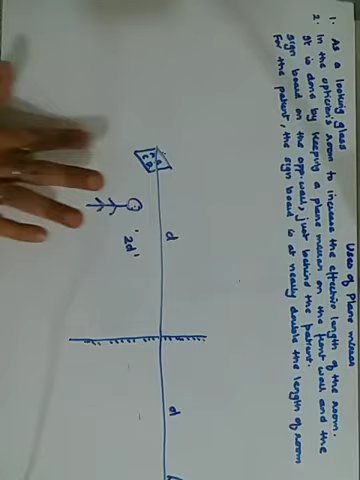 Uses of Plane mirror
1. As a looking glass
2. In the optician's room to increase the effective length of the room.
It is done by keeping a plane mirror on the front wall and the
sign board on the opp. wall, just behind the patient.
For the patient, the sign board is at nearly double the length of room
d
d
'2d'